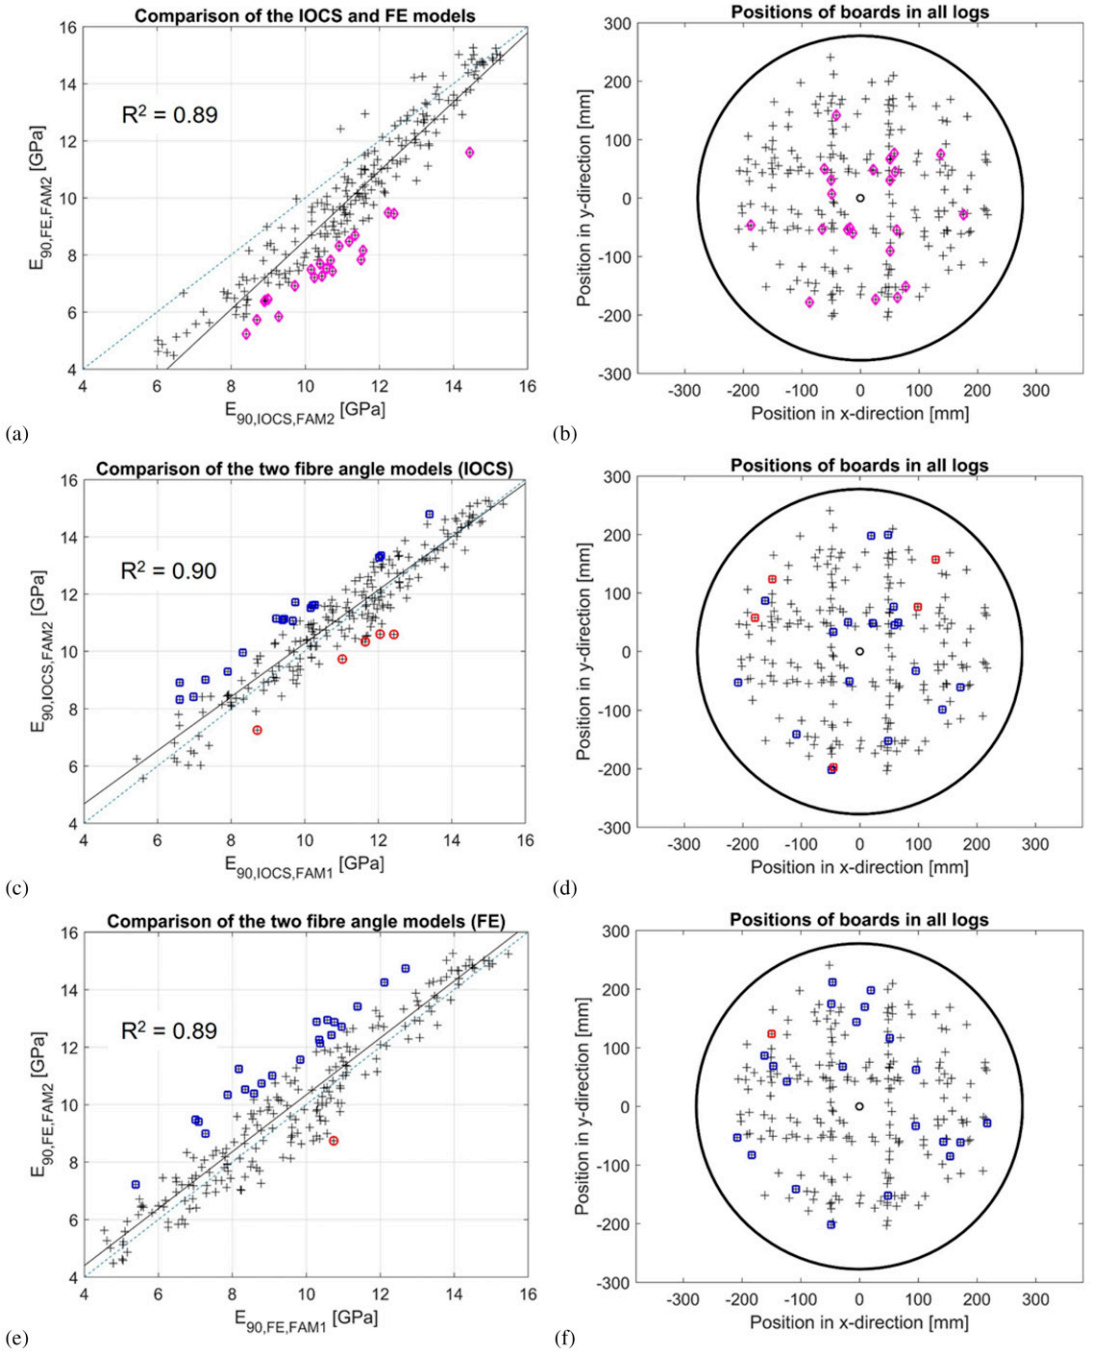 Comparison of the IOCS and FE models
16
14
12
10
8
6
4
E90,FE,FAM2 [GPa]
R² = 0.89
4 6 8 10 12 14 16
E90,IOCS,FAM2 [GPa]
(a)
Positions of boards in all logs
300
200
100
0
-100
-200
-300
Position in y-direction [mm]
-300 -200 -100 0 100 200 300
Position in x-direction [mm]
(b)
Comparison of the two fibre angle models (IOCS)
16
14
12
10
8
6
4
E90,IOCS,FAM2 [GPa]
R² = 0.90
4 6 8 10 12 14 16
E90,IOCS,FAM1 [GPa]
(c)
Positions of boards in all logs
300
200
100
0
-100
-200
-300
Position in y-direction [mm]
-300 -200 -100 0 100 200 300
Position in x-direction [mm]
(d)
Comparison of the two fibre angle models (FE)
16
14
12
10
8
6
4
E90,FE,FAM2 [GPa]
R² = 0.89
4 6 8 10 12 14 16
E90,FE,FAM1 [GPa]
(e)
Positions of boards in all logs
300
200
100
0
-100
-200
-300
Position in y-direction [mm]
-300 -200 -100 0 100 200 300
Position in x-direction [mm]
(f)